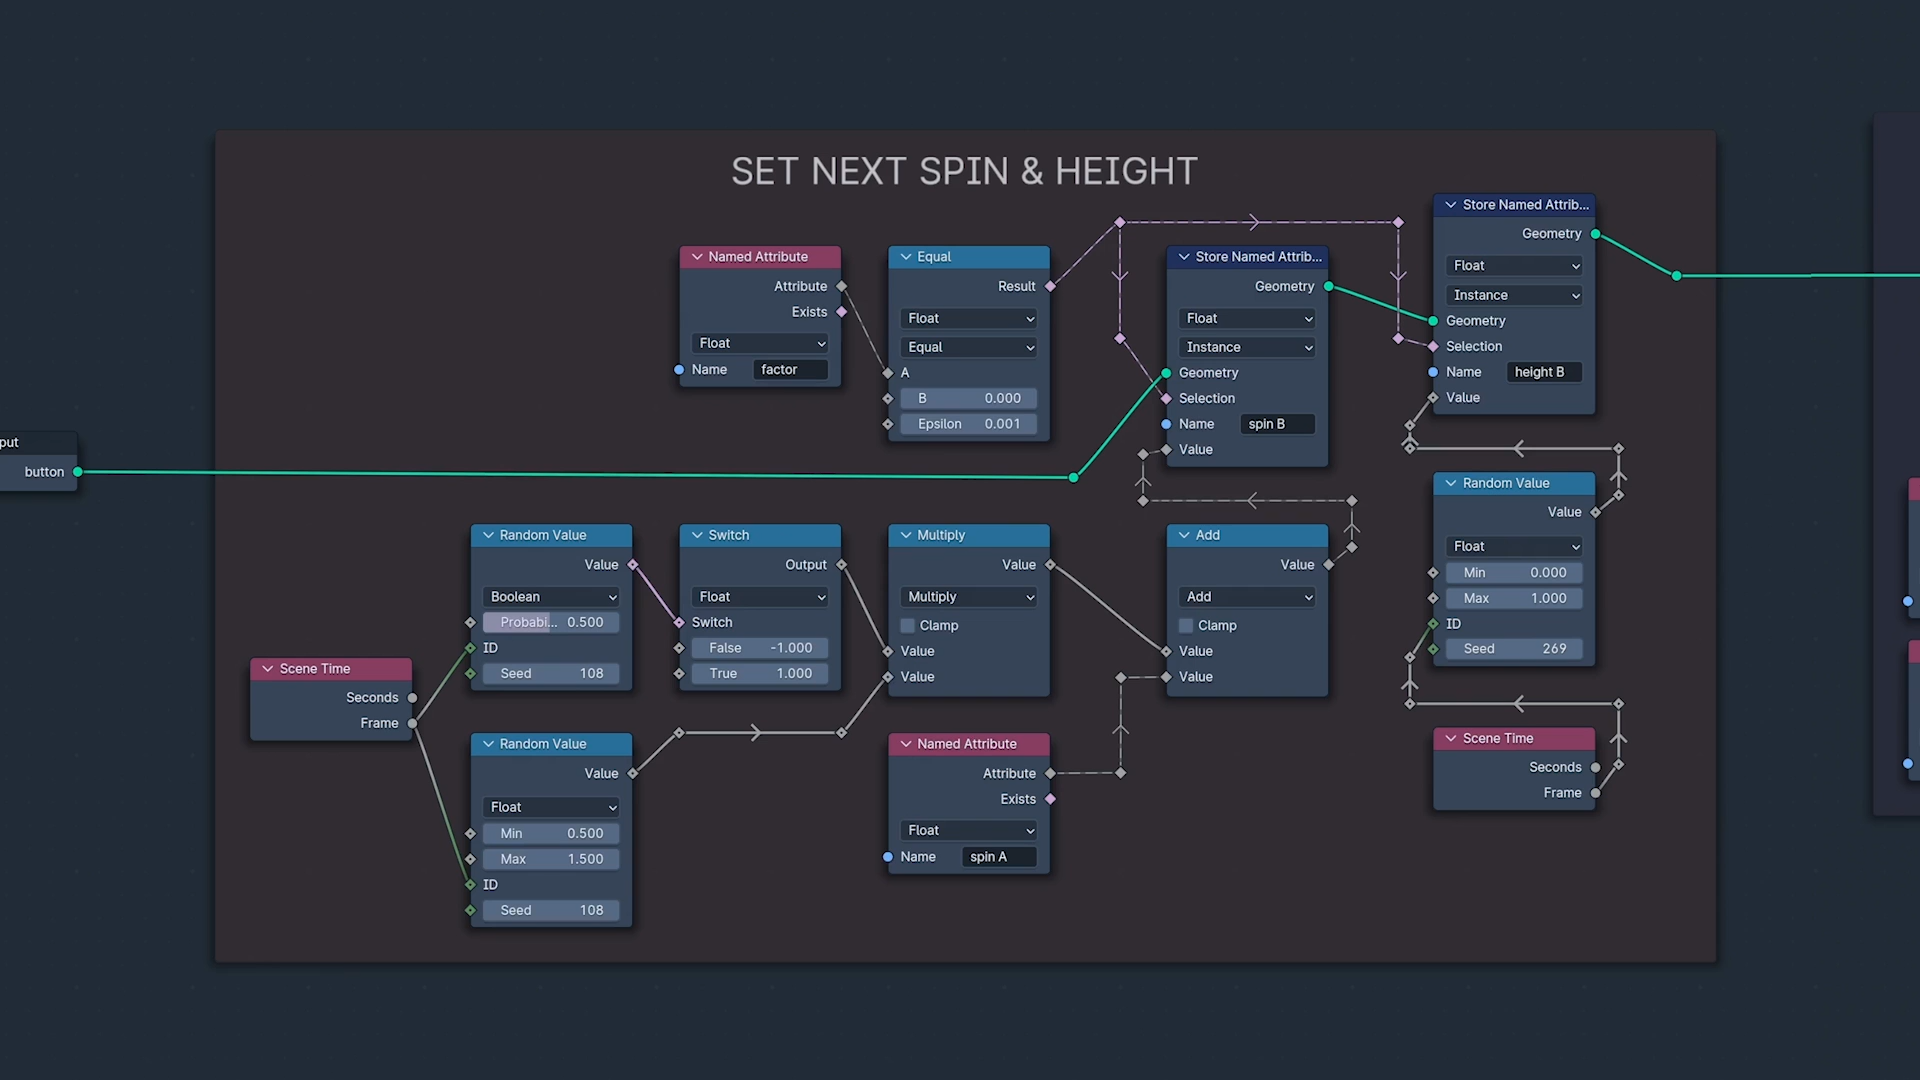 SET NEXT SPIN & HEIGHT
put
button
Named Attribute
Attribute
Exists
Float
Name factor
Equal
Result
Float
Equal
A
B 0.000
Epsilon 0.001
Store Named Attrib...
Geometry
Float
Instance
Geometry
Selection
Name spin B
Value
Store Named Attrib...
Geometry
Float
Instance
Geometry
Selection
Name height B
Value
Scene Time
Seconds
Frame
Random Value
Value
Boolean
Probabi... 0.500
ID
Seed 108
Random Value
Value
Float
Min 0.500
Max 1.500
ID
Seed 108
Switch
Output
Float
Switch
False -1.000
True 1.000
Multiply
Value
Multiply
Clamp
Value
Value
Named Attribute
Attribute
Exists
Float
Name spin A
Add
Value
Add
Clamp
Value
Value
Random Value
Value
Float
Min 0.000
Max 1.000
ID
Seed 269
Scene Time
Seconds
Frame